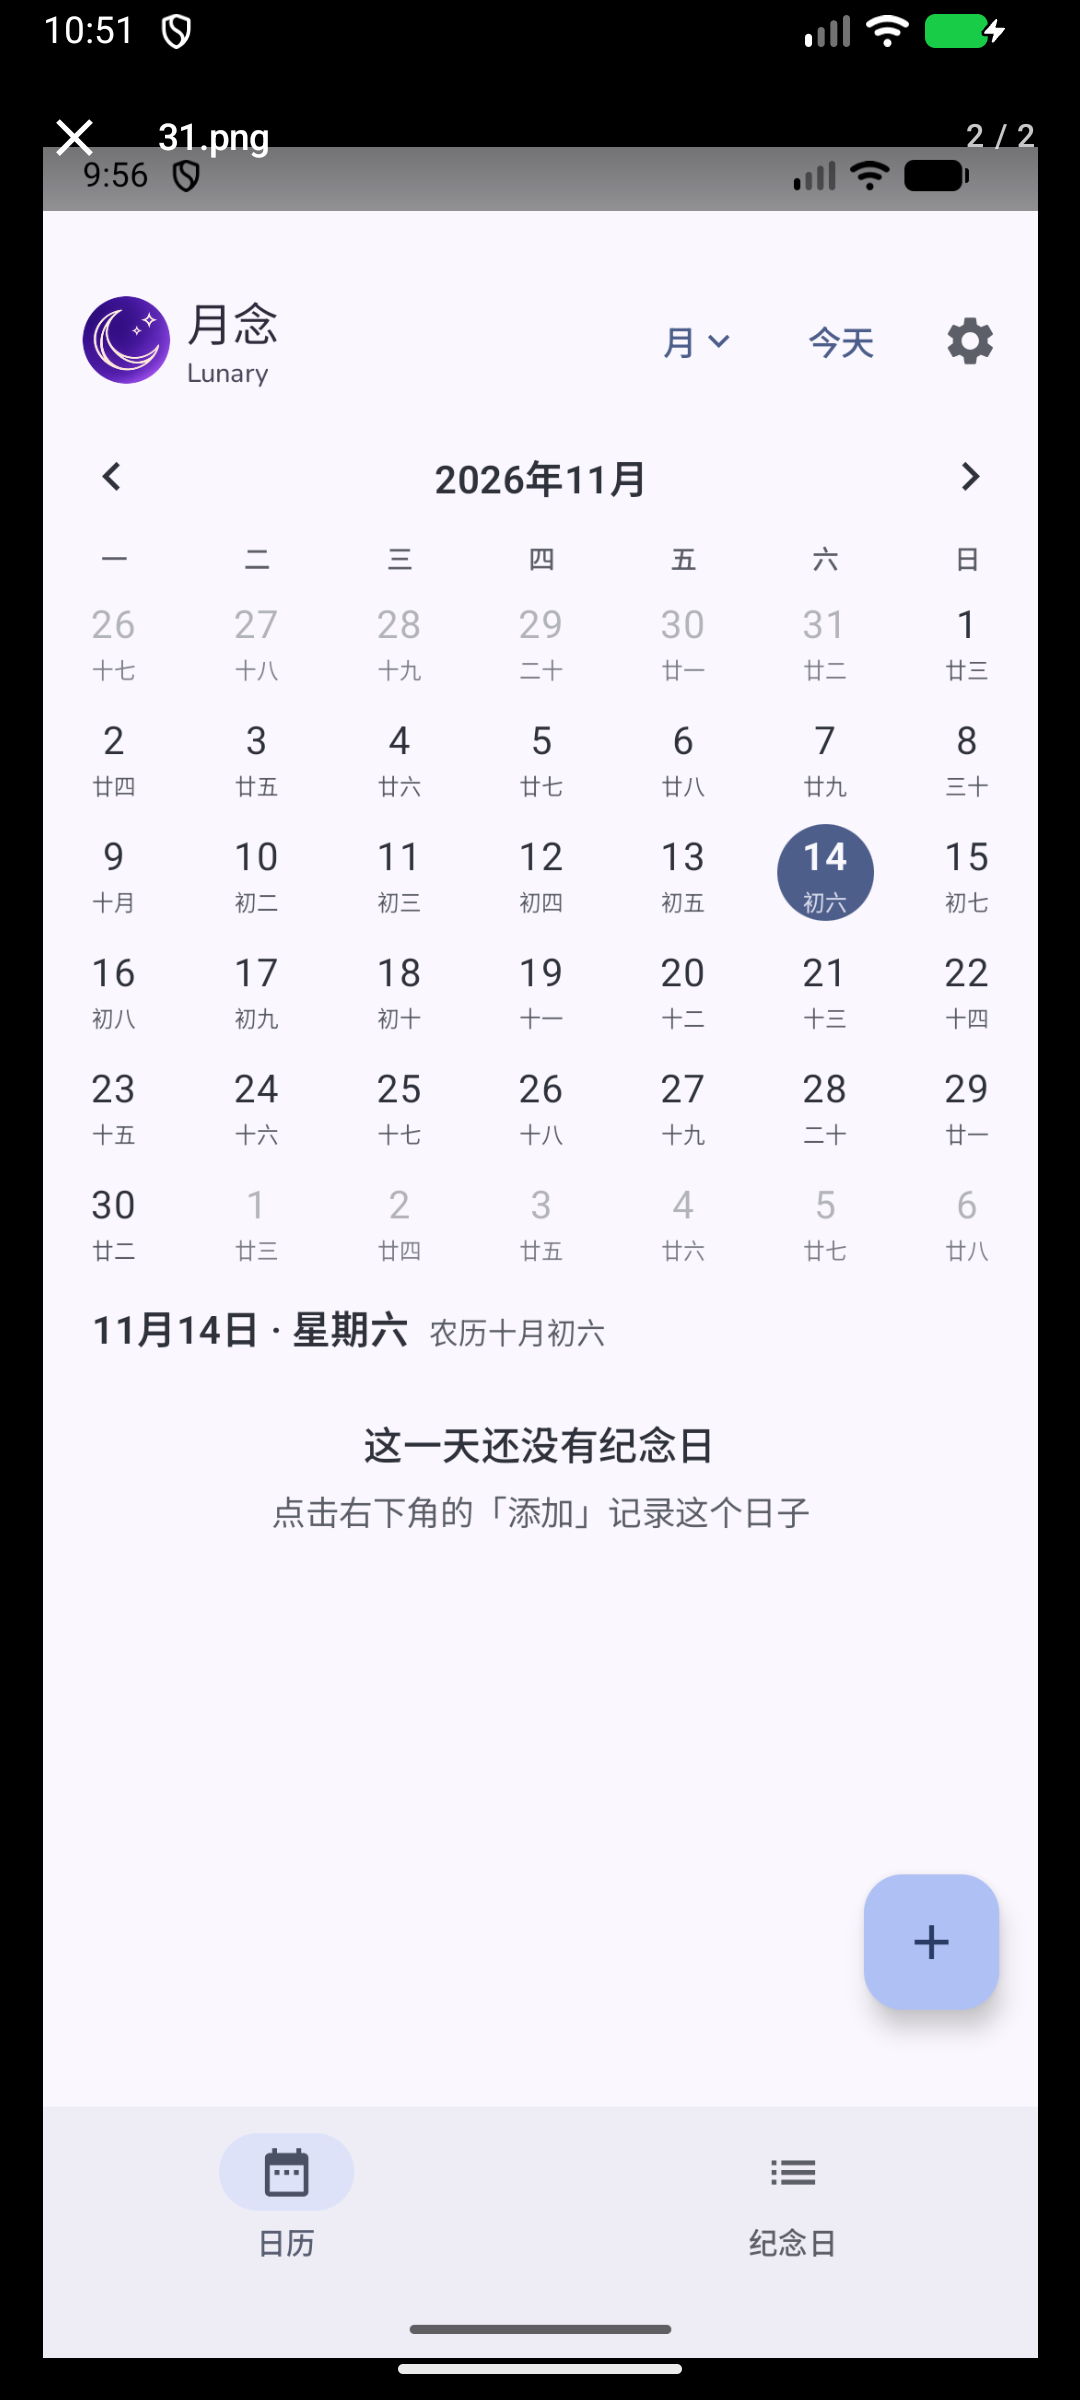 10:51
31.png
2 / 2
9:56
月念
Lunary
月
今天
2026年11月
一 二 三 四 五 六 日
26 27 28 29 30 31 1
十七 十八 十九 二十 廿一 廿二 廿三
2 3 4 5 6 7 8
廿四 廿五 廿六 廿七 廿八 廿九 三十
9 10 11 12 13 14 15
十月 初二 初三 初四 初五 初六 初七
16 17 18 19 20 21 22
初八 初九 初十 十一 十二 十三 十四
23 24 25 26 27 28 29
十五 十六 十七 十八 十九 二十 廿一
30 1 2 3 4 5 6
廿二 廿三 廿四 廿五 廿六 廿七 廿八
11月14日 · 星期六 农历十月初六
这一天还没有纪念日
点击右下角的「添加」记录这个日子
日历
纪念日